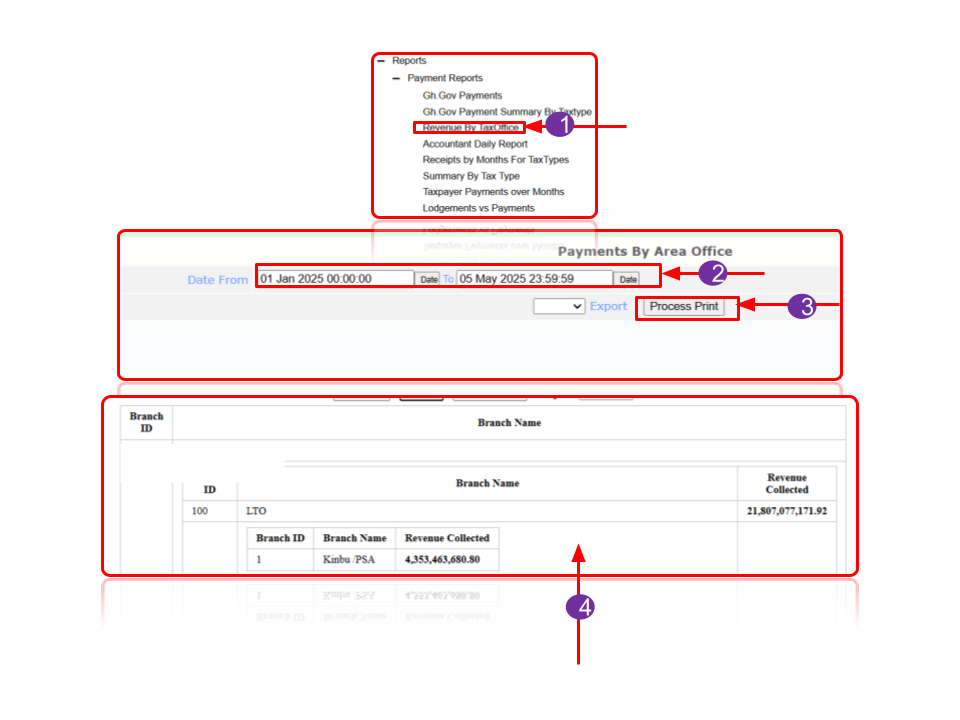 Reports
Payment Reports
Gh.Gov Payments
Gh.Gov Payment Summary By Taxtype
Revenue By TaxOffice
1
Accountant Daily Report
Receipts by Months For TaxTypes
Summary By Tax Type
Taxpayer Payments over Months
Lodgements vs Payments
Payments By Area Office
Date From 01 Jan 2025 00:00:00 Date To 05 May 2025 23:59:59 Date
2
Export Process Print
3
Branch ID Branch Name
ID Branch Name Revenue Collected
100 LTO 21,807,077,171.92
Branch ID Branch Name Revenue Collected
1 Kinbu /PSA 4,353,463,680.80
4